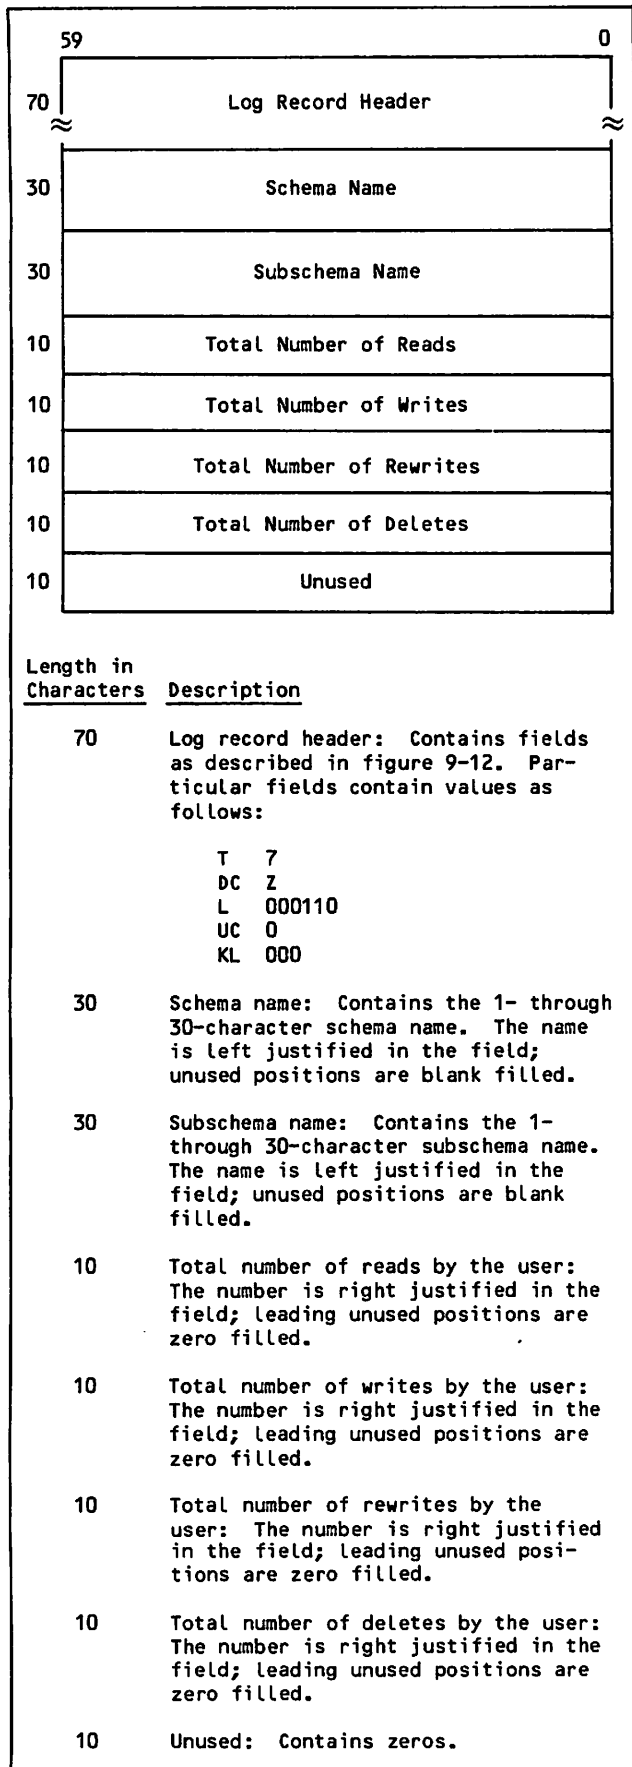 59 0
70 Log Record Header
30 Schema Name
30 Subschema Name
10 Total Number of Reads
10 Total Number of Writes
10 Total Number of Rewrites
10 Total Number of Deletes
10 Unused
Length in
Characters Description
70 Log record header: Contains fields
as described in figure 9-12. Par-
ticular fields contain values as
follows:
T 7
DC Z
L 000110
UC 0
KL 000
30 Schema name: Contains the 1- through
30-character schema name. The name
is left justified in the field;
unused positions are blank filled.
30 Subschema name: Contains the 1-
through 30-character subschema name.
The name is left justified in the
field; unused positions are blank
filled.
10 Total number of reads by the user:
The number is right justified in the
field; leading unused positions are
zero filled.
10 Total number of writes by the user:
The number is right justified in the
field; leading unused positions are
zero filled.
10 Total number of rewrites by the
user: The number is right justified
in the field; leading unused posi-
tions are zero filled.
10 Total number of deletes by the user:
The number is right justified in the
field; leading unused positions are
zero filled.
10 Unused: Contains zeros.